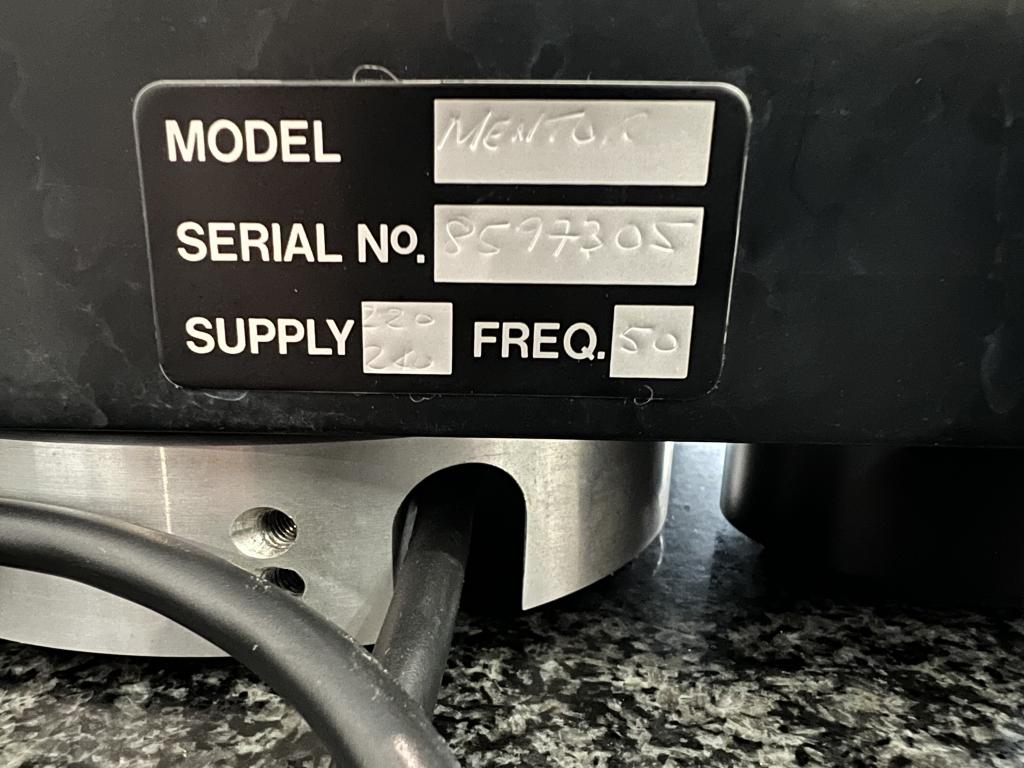 MODEL MENTOR
SERIAL No. 8597305
SUPPLY 220 240 FREQ. 50